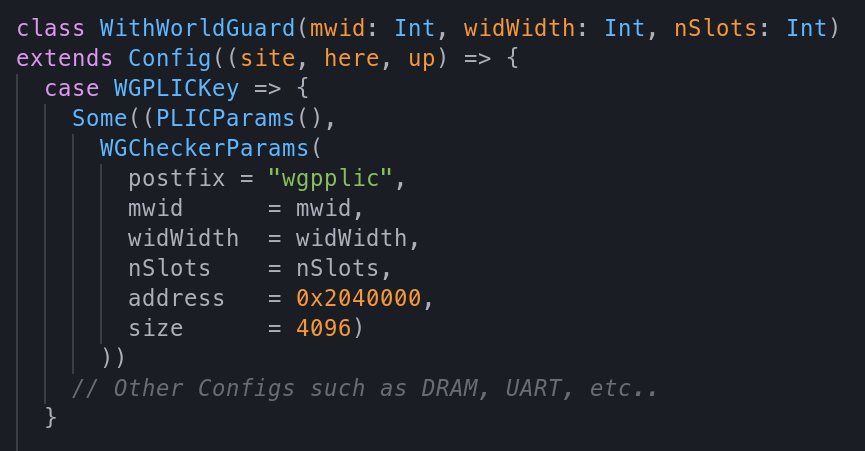 class WithWorldGuard(mwid: Int, widWidth: Int, nSlots: Int)
extends Config((site, here, up) => {
  case WGPLICKey => {
    Some((PLICParams(),
      WGCheckerParams(
        postfix = "wgpplic",
        mwid      = mwid,
        widWidth  = widWidth,
        nSlots    = nSlots,
        address   = 0x2040000,
        size      = 4096)
      ))
    // Other Configs such as DRAM, UART, etc..
  }